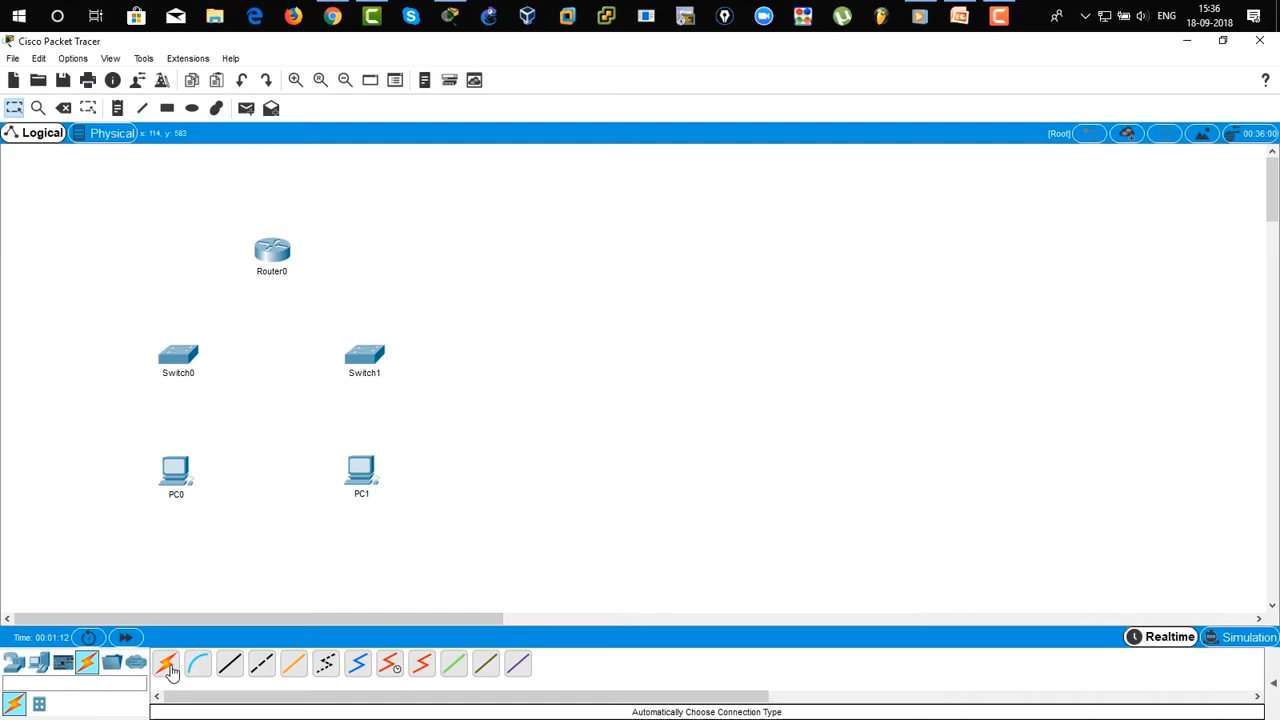 15:36
ENG
18-09-2018
Cisco Packet Tracer
File Edit Options View Tools Extensions Help
?
Logical Physical x: 114, y: 583 [Root] 00:36:00
Router0
Switch0 Switch1
PC0 PC1
Time: 00:01:12 Realtime Simulation
Automatically Choose Connection Type